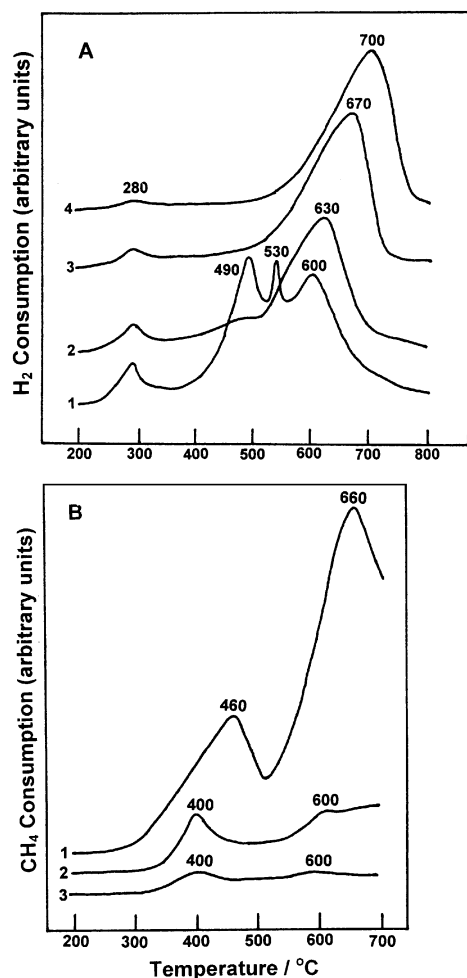 A
H₂ Consumption (arbitrary units)
700
670
280
4
630
3
490
530
600
2
1
200 300 400 500 600 700 800
B
CH₄ Consumption (arbitrary units)
660
460
400
600
1
2
400
600
3
200 300 400 500 600 700
Temperature / °C